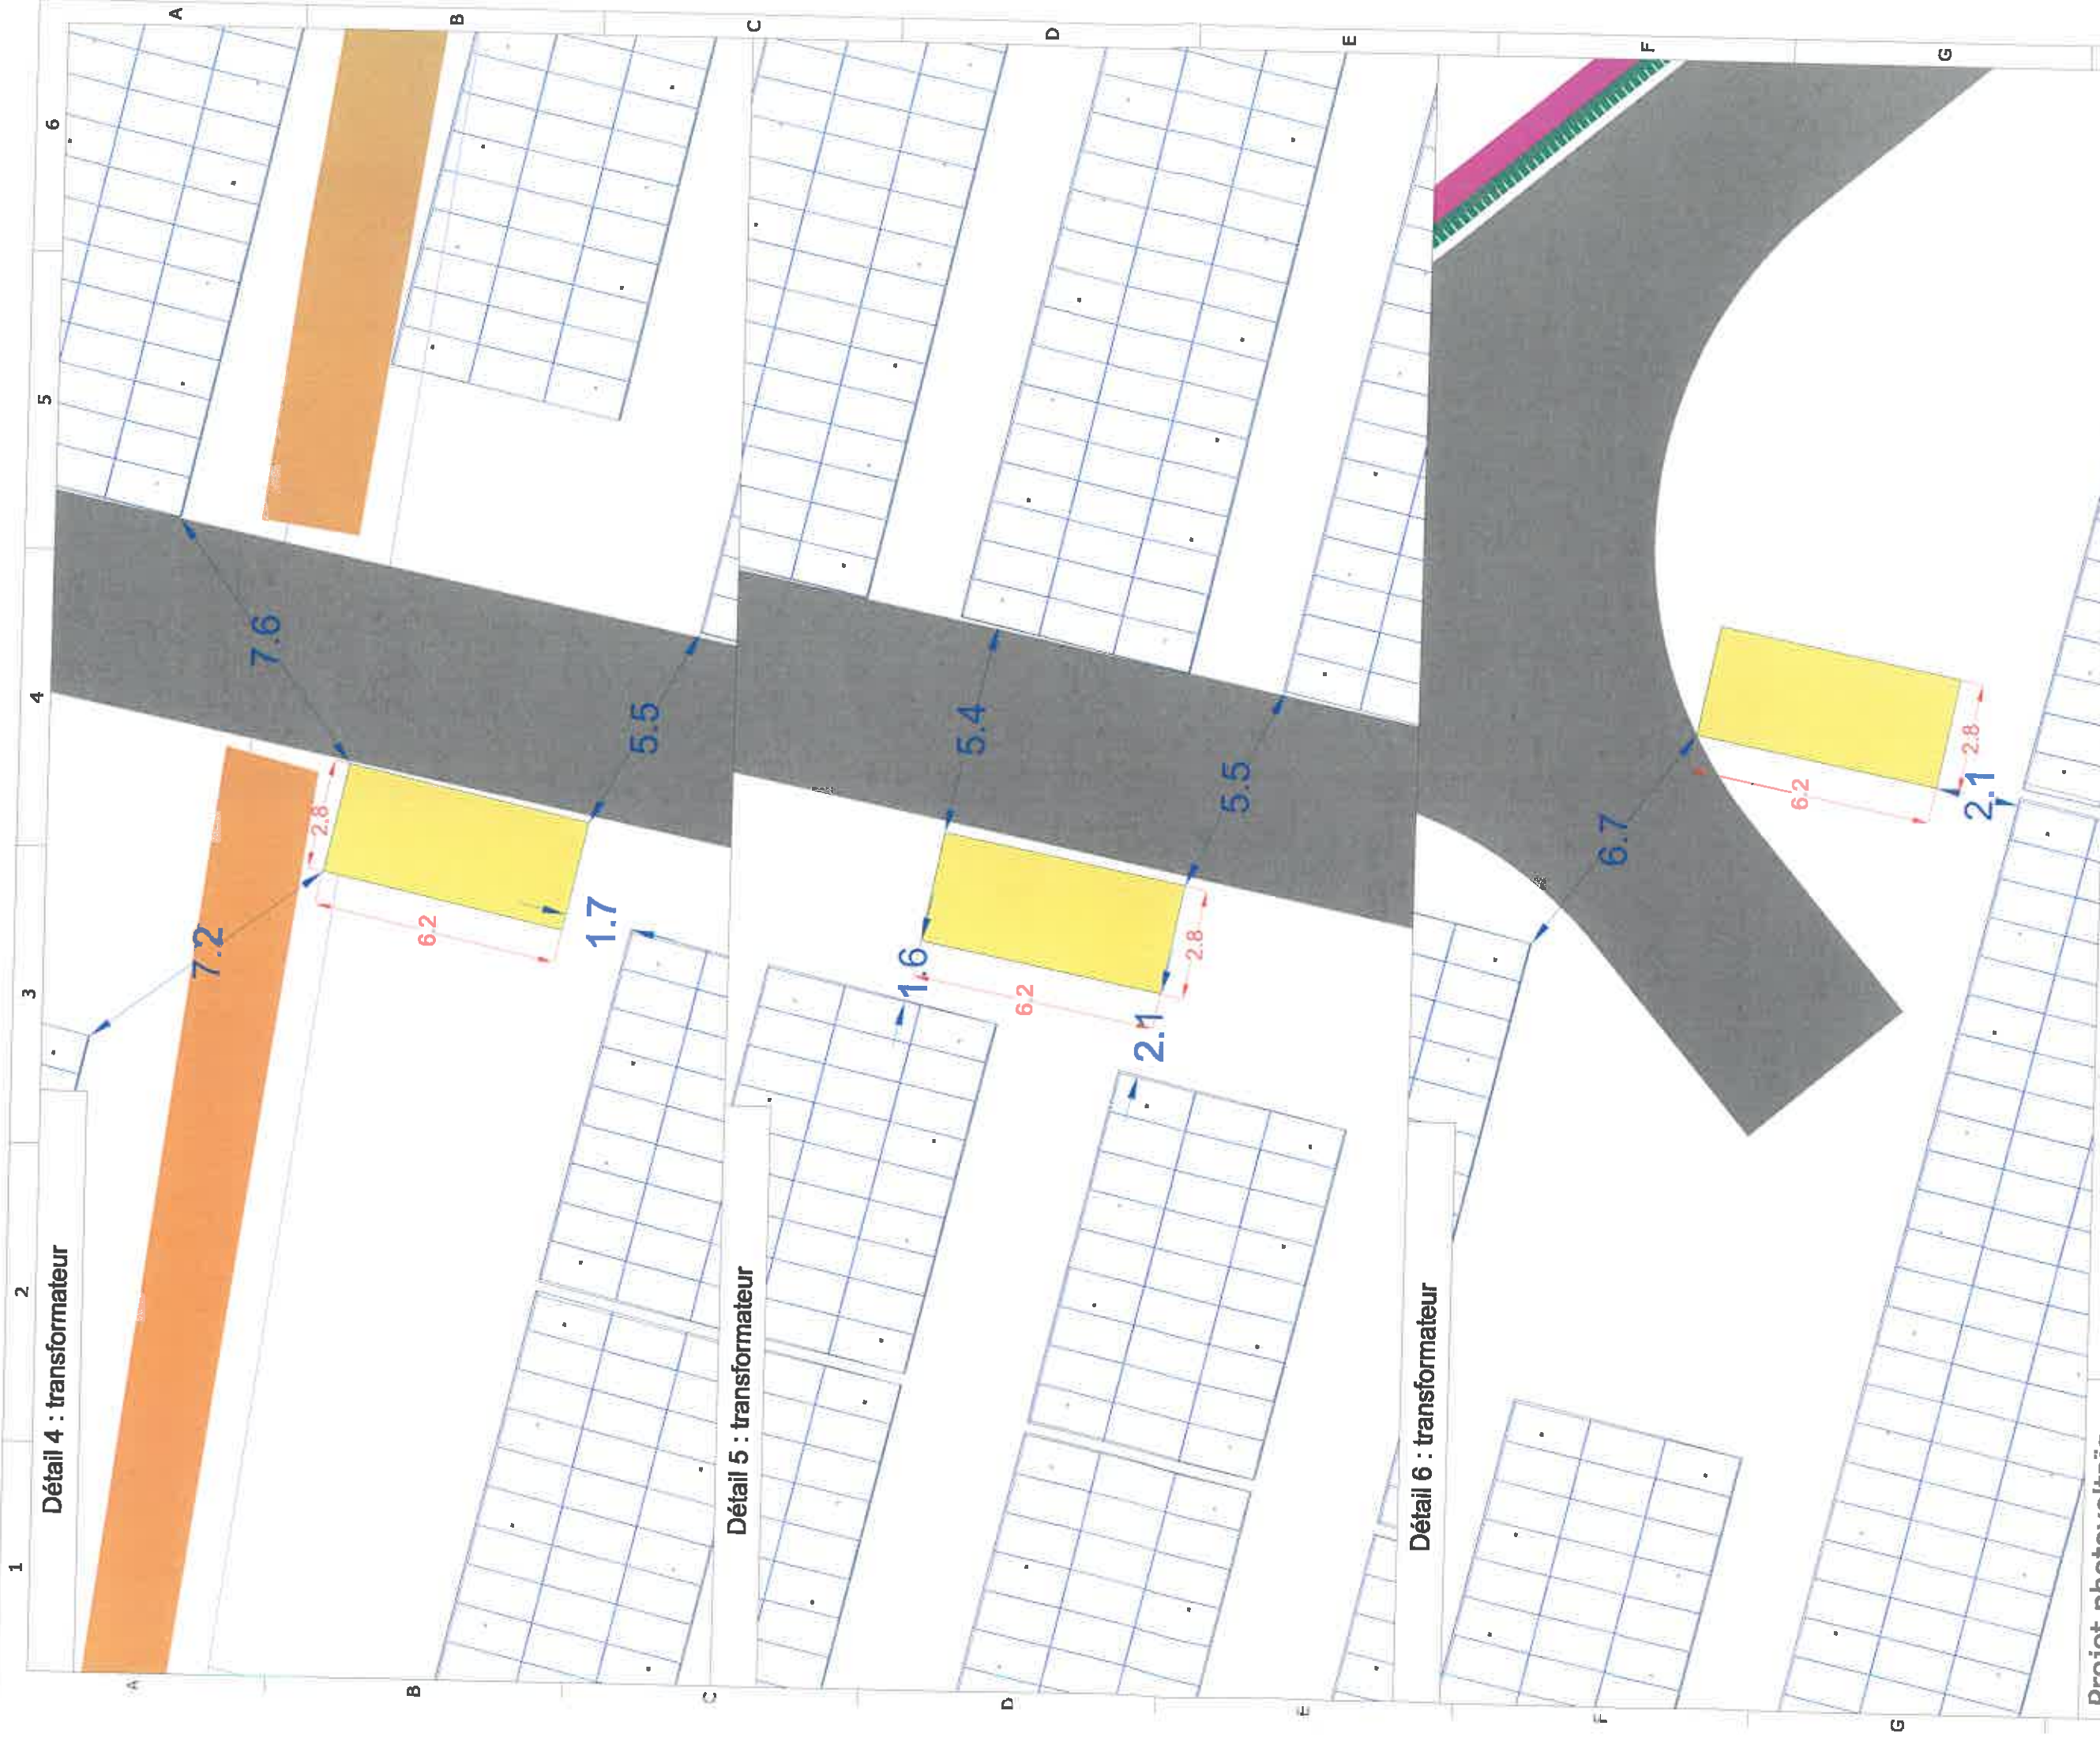 1
2
3
4
5
6
A
B
C
D
E
F
G
Détail 4 : transformateur
7.6
7.2
2.8
6.2
5.5
1.7
Détail 5 : transformateur
5.4
1.6
6.2
5.5
2.8
2.1
Détail 6 : transformateur
6.7
6.2
2.8
2.1
A
B
C
D
E
F
G